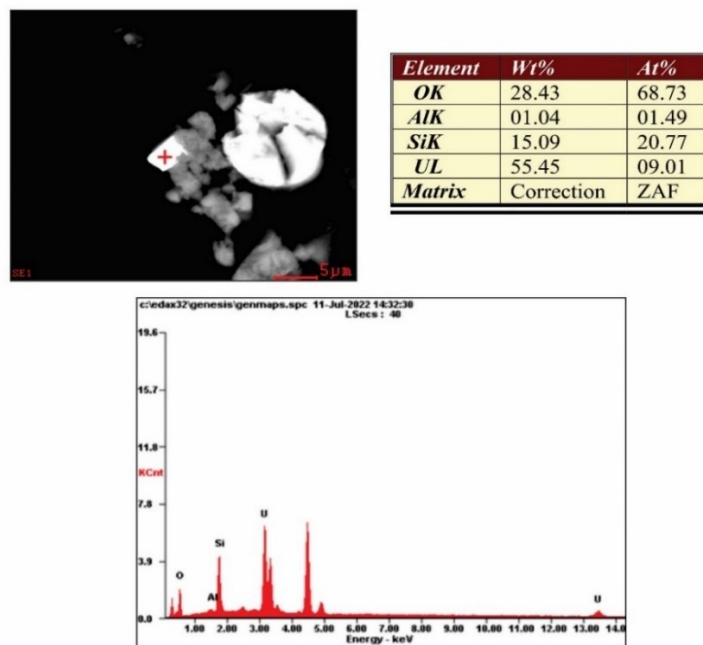 SE1
5µm
Element Wt% At%
OK 28.43 68.73
AlK 01.04 01.49
SiK 15.09 20.77
UL 55.45 09.01
Matrix Correction ZAF
c:\edax32\genesis\genmaps.spc 11-Jul-2022 14:32:30
LSecs : 40
19.6
15.7
11.8
KCnt
7.8
3.9
0.0
O
Al
Si
U
U
1.00 2.00 3.00 4.00 5.00 6.00 7.00 8.00 9.00 10.00 11.00 12.00 13.00 14.0
Energy - keV